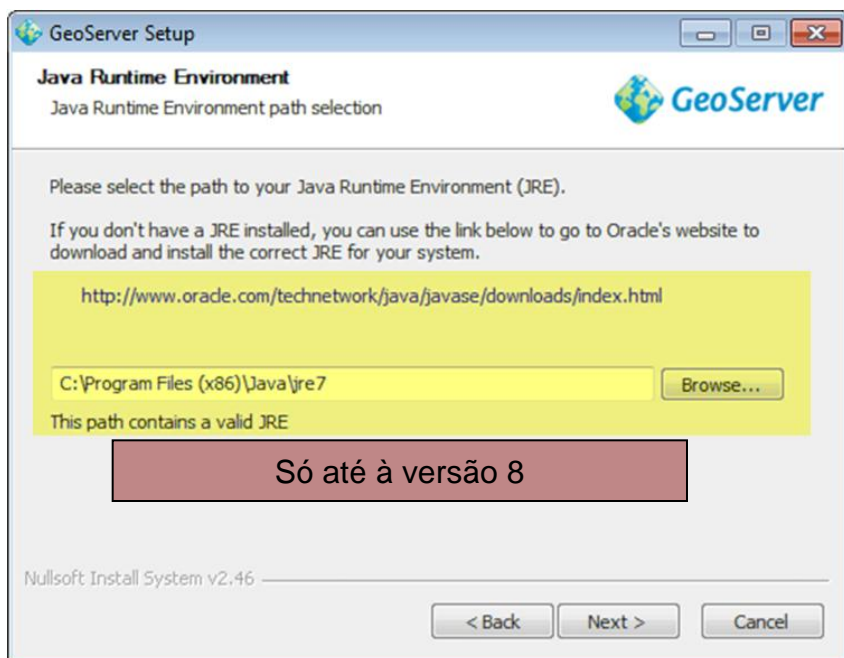 GeoServer Setup
Java Runtime Environment
Java Runtime Environment path selection
GeoServer
Please select the path to your Java Runtime Environment (JRE).
If you don't have a JRE installed, you can use the link below to go to Oracle's website to
download and install the correct JRE for your system.
http://www.oracle.com/technetwork/java/javase/downloads/index.html
C:\Program Files (x86)\Java\jre7
Browse...
This path contains a valid JRE
Só até à versão 8
Nullsoft Install System v2.46
< Back Next > Cancel